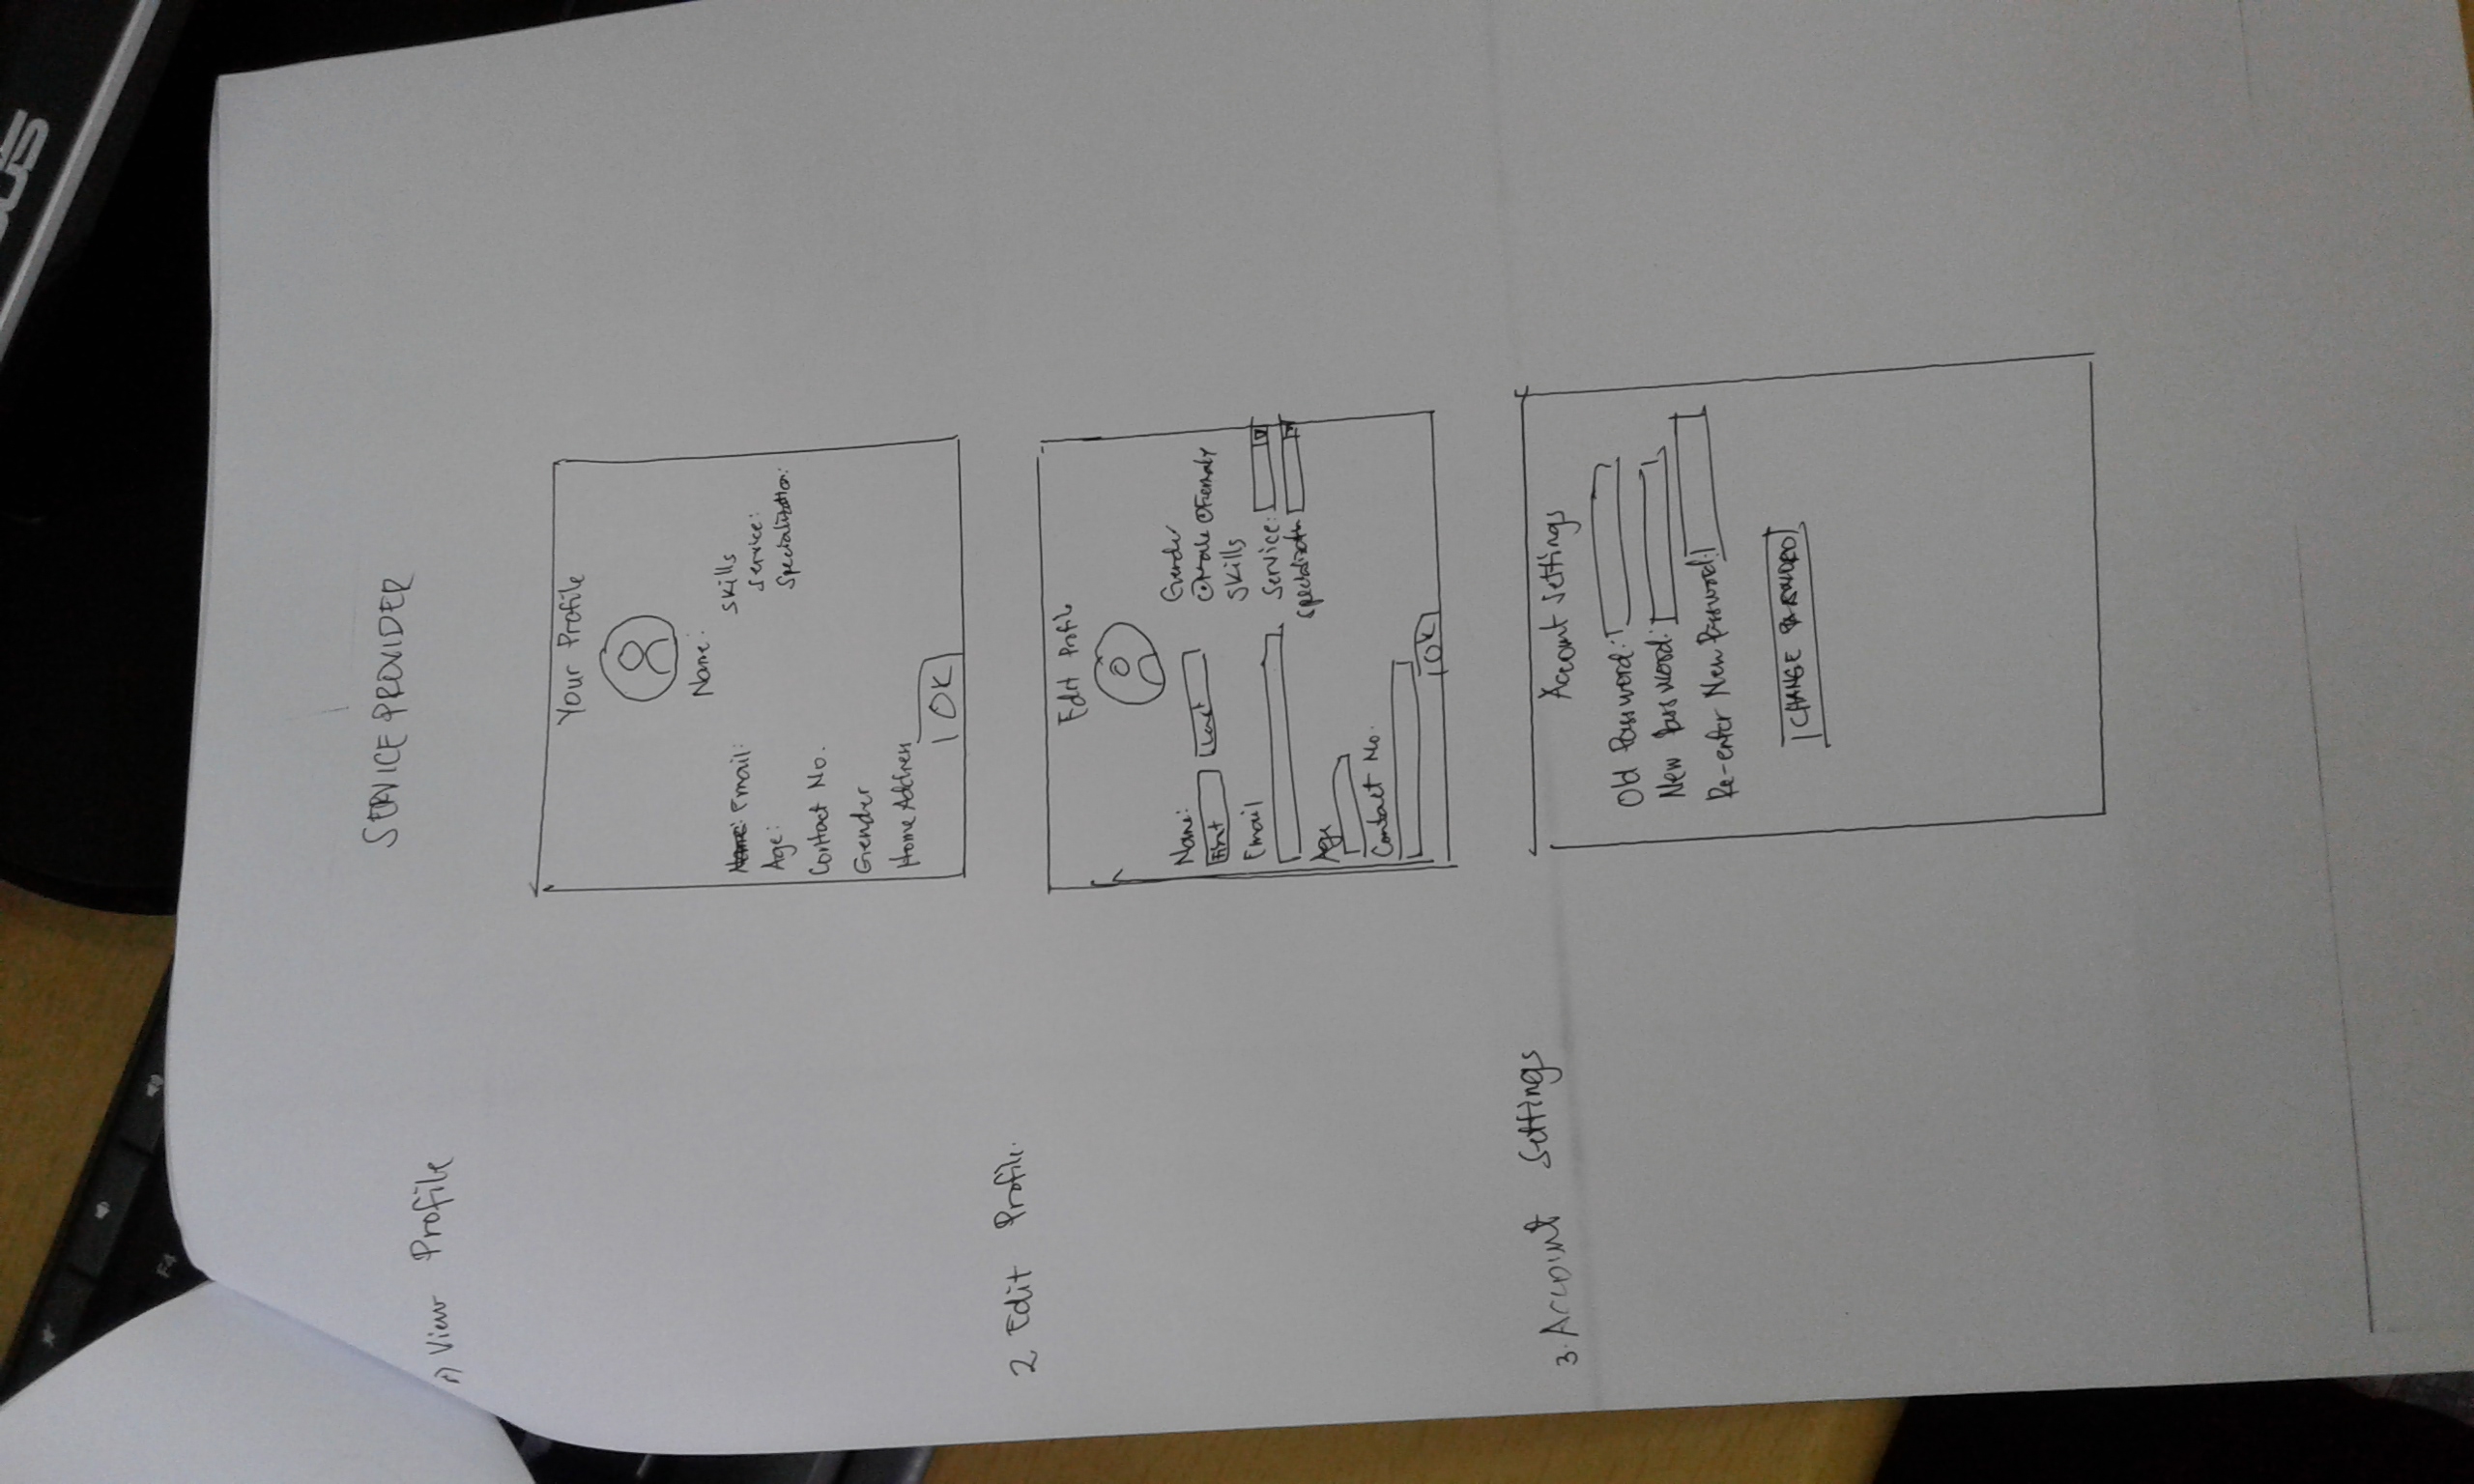 F4
SERVICE PROVIDER
1) View Profile
Your Profile
Name:
Email:
Skills
Service:
Age:
Specialization:
Contact No.
Gender
Home Address
OK
2 Edit Profile
Edit Profile
Name:
Gender
First Last
Male Female
Email
Skills
Service:
Age
Contact No.
OK
3. Account Settings
Account Settings
Old Password:
New Password:
Re-enter New Password:
CHANGE PASSWORD